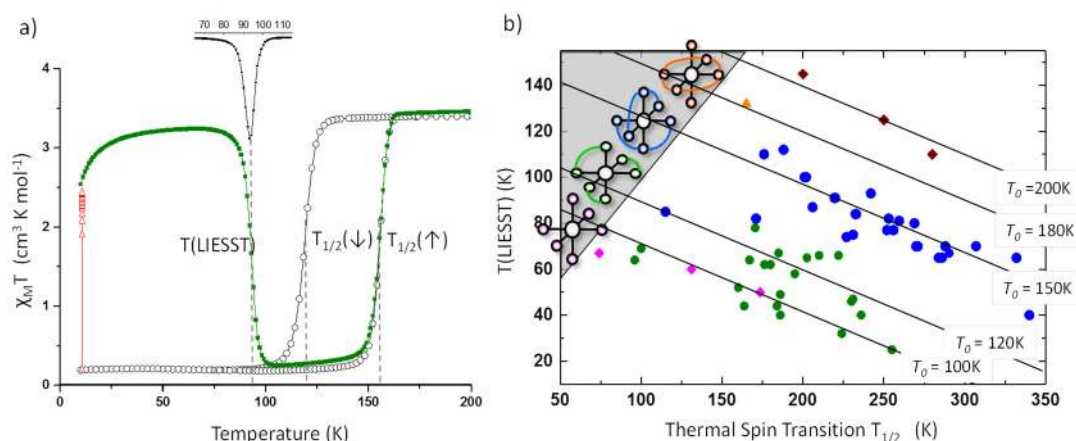 a)
70 80 90 100 110
4
3
2
1
0
χMT (cm³ K mol⁻¹)
T(LIESST)
T1/2(↓)
T1/2(↑)
0 50 100 150 200
Temperature (K)
b)
140
120
100
80
60
40
20
T(LIESST) (K)
T0 = 200K
T0 = 180K
T0 = 150K
T0 = 120K
T0 = 100K
50 100 150 200 250 300 350
Thermal Spin Transition T1/2 (K)